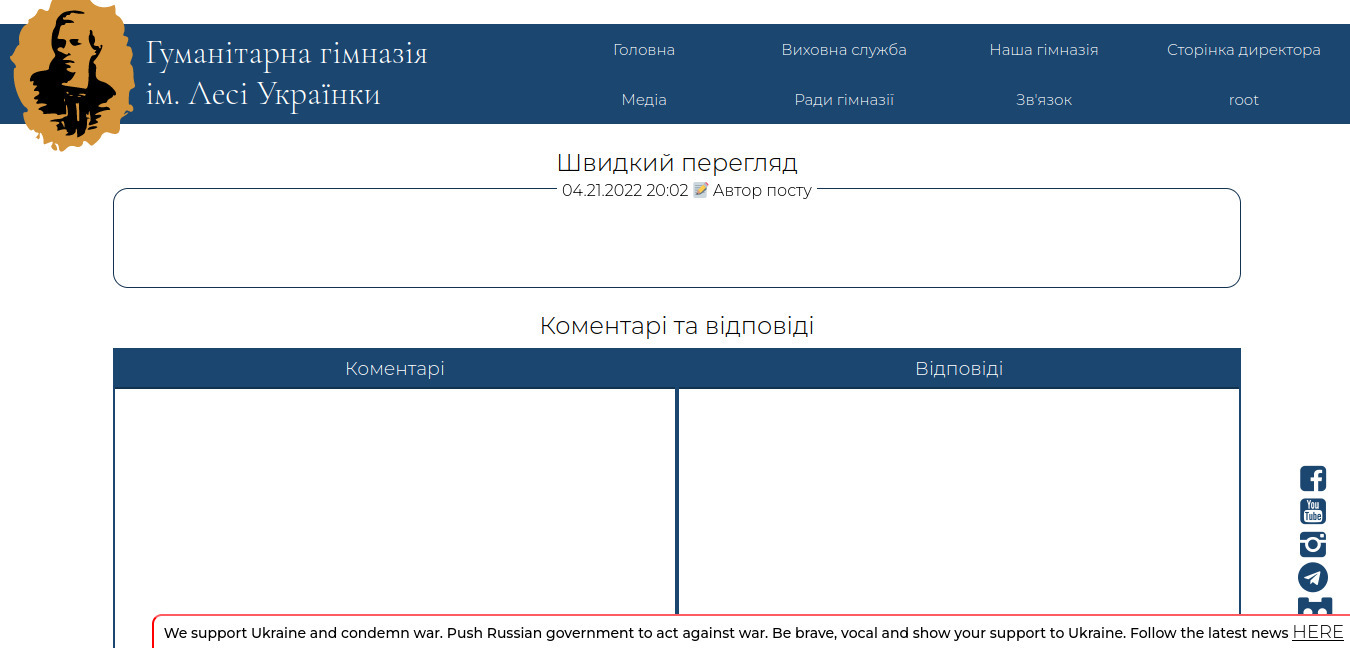 Гуманітарна гімназія
ім. Лесі Українки
Головна Виховна служба Наша гімназія Сторінка директора
Медіа Ради гімназії Зв'язок root
Швидкий перегляд
04.21.2022 20:02 📝 Автор посту
Коментарі та відповіді
Коментарі Відповіді
You
Tube
We support Ukraine and condemn war. Push Russian government to act against war. Be brave, vocal and show your support to Ukraine. Follow the latest news HERE